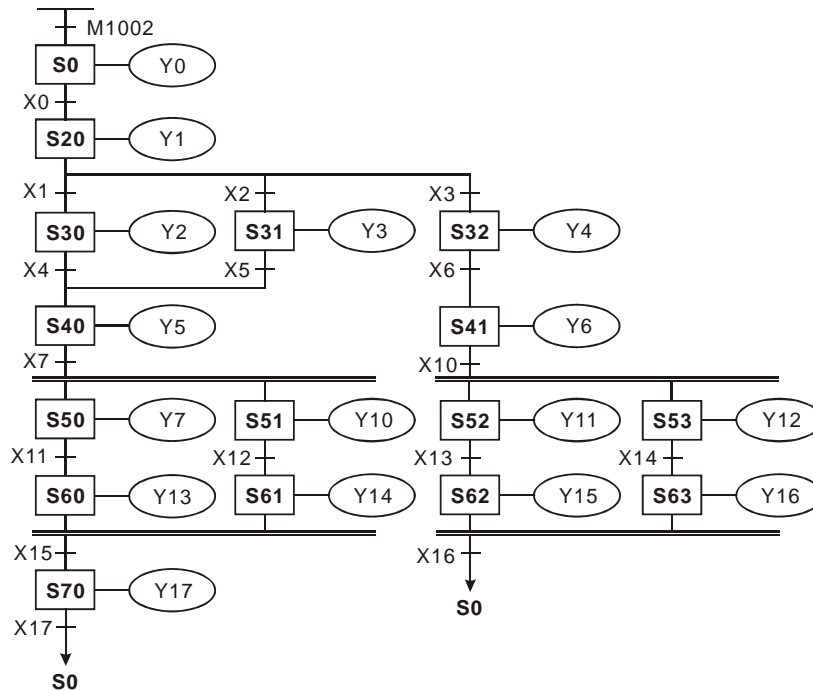 M1002
S0 Y0
X0
S20 Y1
X1 X2 X3
S30 Y2 S31 Y3 S32 Y4
X4 X5 X6
S40 Y5 S41 Y6
X7 X10
S50 Y7 S51 Y10 S52 Y11 S53 Y12
X11 X12 X13 X14
S60 Y13 S61 Y14 S62 Y15 S63 Y16
X15 X16
S70 Y17 S0
X17
S0